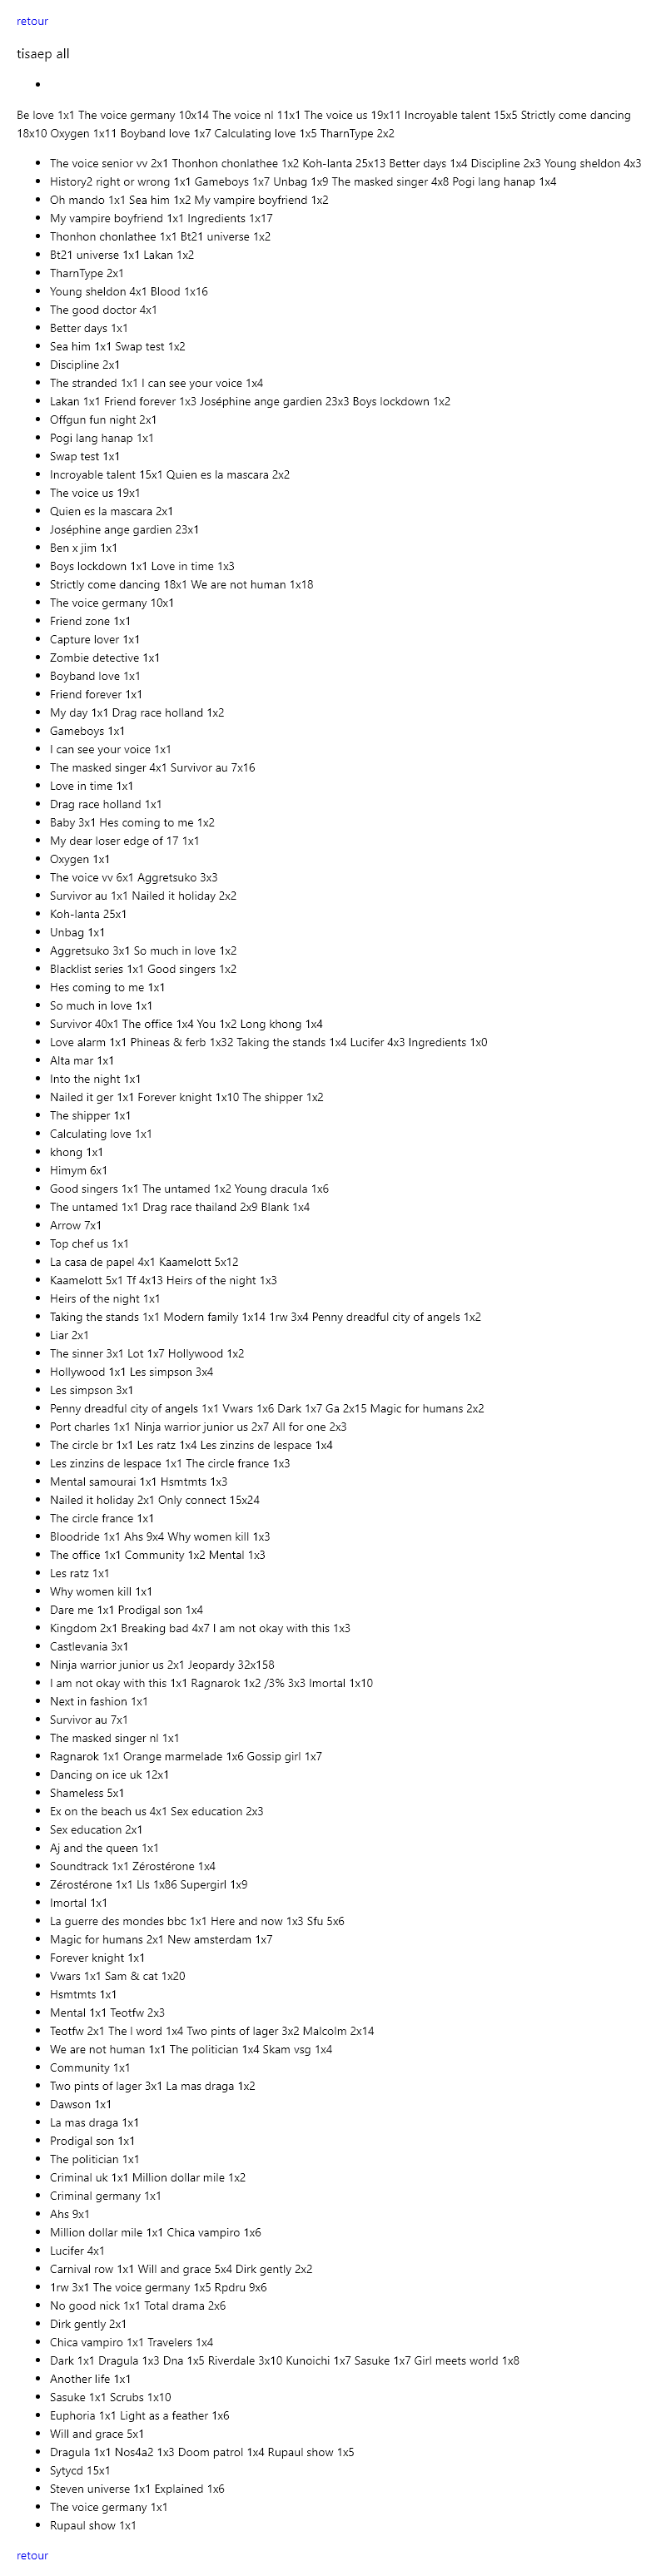 retour
tisaep all
Be love 1x1 The voice germany 10x14 The voice nl 11x1 The voice us 19x11 Incroyable talent 15x5 Strictly come dancing
18x10 Oxygen 1x11 Boyband love 1x7 Calculating love 1x5 TharnType 2x2
The voice senior vv 2x1 Thonhon chonlathee 1x2 Koh-lanta 25x13 Better days 1x4 Discipline 2x3 Young sheldon 4x3
History2 right or wrong 1x1 Gameboys 1x7 Unbag 1x9 The masked singer 4x8 Pogi lang hanap 1x4
Oh mando 1x1 Sea him 1x2 My vampire boyfriend 1x2
My vampire boyfriend 1x1 Ingredients 1x17
Thonhon chonlathee 1x1 Bt21 universe 1x2
Bt21 universe 1x1 Lakan 1x2
TharnType 2x1
Young sheldon 4x1 Blood 1x16
The good doctor 4x1
Better days 1x1
Sea him 1x1 Swap test 1x2
Discipline 2x1
The stranded 1x1 I can see your voice 1x4
Lakan 1x1 Friend forever 1x3 Joséphine ange gardien 23x3 Boys lockdown 1x2
Offgun fun night 2x1
Pogi lang hanap 1x1
Swap test 1x1
Incroyable talent 15x1 Quien es la mascara 2x2
The voice us 19x1
Quien es la mascara 2x1
Joséphine ange gardien 23x1
Ben x jim 1x1
Boys lockdown 1x1 Love in time 1x3
Strictly come dancing 18x1 We are not human 1x18
The voice germany 10x1
Friend zone 1x1
Capture lover 1x1
Zombie detective 1x1
Boyband love 1x1
Friend forever 1x1
My day 1x1 Drag race holland 1x2
Gameboys 1x1
I can see your voice 1x1
The masked singer 4x1 Survivor au 7x16
Love in time 1x1
Drag race holland 1x1
Baby 3x1 Hes coming to me 1x2
My dear loser edge of 17 1x1
Oxygen 1x1
The voice vv 6x1 Aggretsuko 3x3
Survivor au 1x1 Nailed it holiday 2x2
Koh-lanta 25x1
Unbag 1x1
Aggretsuko 3x1 So much in love 1x2
Blacklist series 1x1 Good singers 1x2
Hes coming to me 1x1
So much in love 1x1
Survivor 40x1 The office 1x4 You 1x2 Long khong 1x4
Love alarm 1x1 Phineas & ferb 1x32 Taking the stands 1x4 Lucifer 4x3 Ingredients 1x0
Alta mar 1x1
Into the night 1x1
Nailed it ger 1x1 Forever knight 1x10 The shipper 1x2
The shipper 1x1
Calculating love 1x1
khong 1x1
Himym 6x1
Good singers 1x1 The untamed 1x2 Young dracula 1x6
The untamed 1x1 Drag race thailand 2x9 Blank 1x4
Arrow 7x1
Top chef us 1x1
La casa de papel 4x1 Kaamelott 5x12
Kaamelott 5x1 Tf 4x13 Heirs of the night 1x3
Heirs of the night 1x1
Taking the stands 1x1 Modern family 1x14 1rw 3x4 Penny dreadful city of angels 1x2
Liar 2x1
The sinner 3x1 Lot 1x7 Hollywood 1x2
Hollywood 1x1 Les simpson 3x4
Les simpson 3x1
Penny dreadful city of angels 1x1 Vwars 1x6 Dark 1x7 Ga 2x15 Magic for humans 2x2
Port charles 1x1 Ninja warrior junior us 2x7 All for one 2x3
The circle br 1x1 Les ratz 1x4 Les zinzins de lespace 1x4
Les zinzins de lespace 1x1 The circle france 1x3
Mental samourai 1x1 Hsmtmts 1x3
Nailed it holiday 2x1 Only connect 15x24
The circle france 1x1
Bloodride 1x1 Ahs 9x4 Why women kill 1x3
The office 1x1 Community 1x2 Mental 1x3
Les ratz 1x1
Why women kill 1x1
Dare me 1x1 Prodigal son 1x4
Kingdom 2x1 Breaking bad 4x7 I am not okay with this 1x3
Castlevania 3x1
Ninja warrior junior us 2x1 Jeopardy 32x158
I am not okay with this 1x1 Ragnarok 1x2 /3% 3x3 Imortal 1x10
Next in fashion 1x1
Survivor au 7x1
The masked singer nl 1x1
Ragnarok 1x1 Orange marmelade 1x6 Gossip girl 1x7
Dancing on ice uk 12x1
Shameless 5x1
Ex on the beach us 4x1 Sex education 2x3
Sex education 2x1
Aj and the queen 1x1
Soundtrack 1x1 Zérostérone 1x4
Zérostérone 1x1 Lls 1x86 Supergirl 1x9
Imortal 1x1
La guerre des mondes bbc 1x1 Here and now 1x3 Sfu 5x6
Magic for humans 2x1 New amsterdam 1x7
Forever knight 1x1
Vwars 1x1 Sam & cat 1x20
Hsmtmts 1x1
Mental 1x1 Teotfw 2x3
Teotfw 2x1 The l word 1x4 Two pints of lager 3x2 Malcolm 2x14
We are not human 1x1 The politician 1x4 Skam vsg 1x4
Community 1x1
Two pints of lager 3x1 La mas draga 1x2
Dawson 1x1
La mas draga 1x1
Prodigal son 1x1
The politician 1x1
Criminal uk 1x1 Million dollar mile 1x2
Criminal germany 1x1
Ahs 9x1
Million dollar mile 1x1 Chica vampiro 1x6
Lucifer 4x1
Carnival row 1x1 Will and grace 5x4 Dirk gently 2x2
1rw 3x1 The voice germany 1x5 Rpdru 9x6
No good nick 1x1 Total drama 2x6
Dirk gently 2x1
Chica vampiro 1x1 Travelers 1x4
Dark 1x1 Dragula 1x3 Dna 1x5 Riverdale 3x10 Kunoichi 1x7 Sasuke 1x7 Girl meets world 1x8
Another life 1x1
Sasuke 1x1 Scrubs 1x10
Euphoria 1x1 Light as a feather 1x6
Will and grace 5x1
Dragula 1x1 Nos4a2 1x3 Doom patrol 1x4 Rupaul show 1x5
Sytycd 15x1
Steven universe 1x1 Explained 1x6
The voice germany 1x1
Rupaul show 1x1
retour